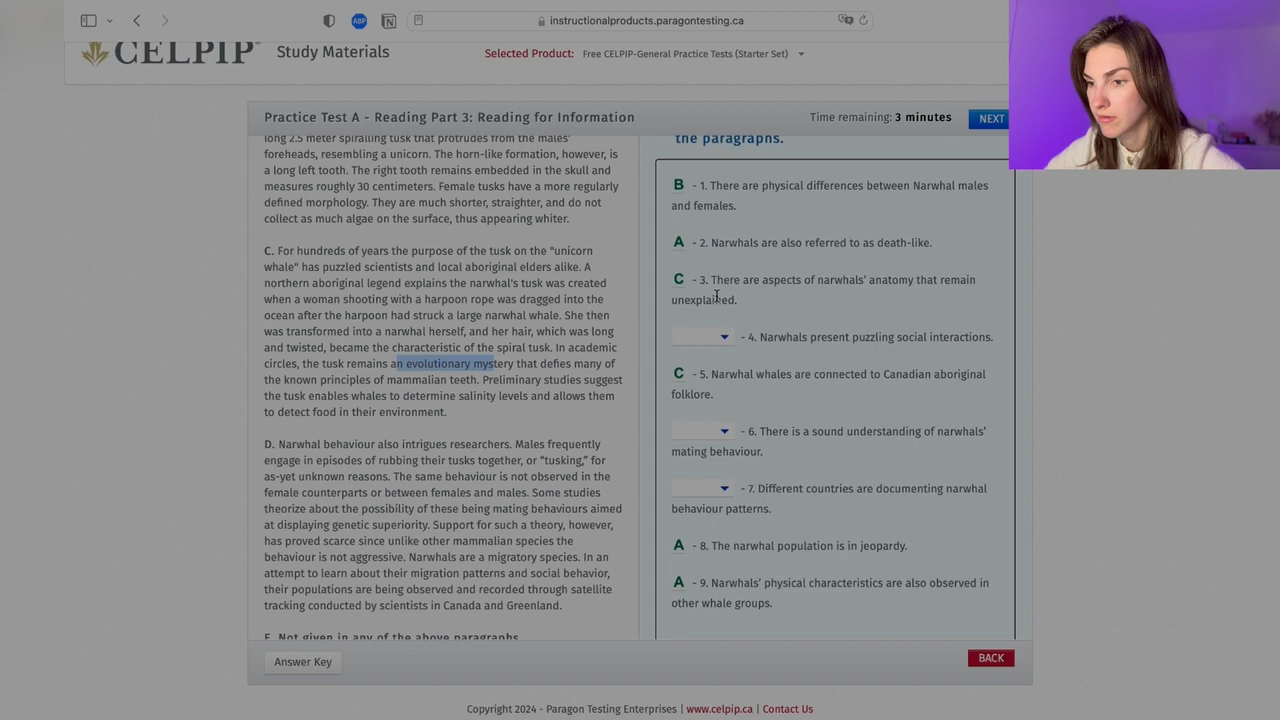 instructionalproducts.paragontesting.ca
CELPIP
Study Materials
Selected Product: Free CELPIP-General Practice Tests (Starter Set)
Practice Test A - Reading Part 3: Reading for Information
Time remaining: 3 minutes
NEXT
long 2.5 meter spiralling tusk that protrudes from the males'
foreheads, resembling a unicorn. The horn-like formation, however, is
a long left tooth. The right tooth remains embedded in the skull and
measures roughly 30 centimeters. Female tusks have a more regularly
defined morphology. They are much shorter, straighter, and do not
collect as much algae on the surface, thus appearing whiter.
C. For hundreds of years the purpose of the tusk on the "unicorn
whale" has puzzled scientists and local aboriginal elders alike. A
northern aboriginal legend explains the narwhal's tusk was created
when a woman shooting with a harpoon rope was dragged into the
ocean after the harpoon had struck a large narwhal whale. She then
was transformed into a narwhal herself, and her hair, which was long
and twisted, became the characteristic of the spiral tusk. In academic
circles, the tusk remains an evolutionary mystery that defies many of
the known principles of mammalian teeth. Preliminary studies suggest
the tusk enables whales to determine salinity levels and allows them
to detect food in their environment.
D. Narwhal behaviour also intrigues researchers. Males frequently
engage in episodes of rubbing their tusks together, or “tusking,” for
as-yet unknown reasons. The same behaviour is not observed in the
female counterparts or between females and males. Some studies
theorize about the possibility of these being mating behaviours aimed
at displaying genetic superiority. Support for such a theory, however,
has proved scarce since unlike other mammalian species the
behaviour is not aggressive. Narwhals are a migratory species. In an
attempt to learn about their migration patterns and social behavior,
their populations are being observed and recorded through satellite
tracking conducted by scientists in Canada and Greenland.
E. Not given in any of the above paragraphs.
the paragraphs.
B - 1. There are physical differences between Narwhal males
and females.
A - 2. Narwhals are also referred to as death-like.
C - 3. There are aspects of narwhals’ anatomy that remain
unexplained.
- 4. Narwhals present puzzling social interactions.
C - 5. Narwhal whales are connected to Canadian aboriginal
folklore.
- 6. There is a sound understanding of narwhals’
mating behaviour.
- 7. Different countries are documenting narwhal
behaviour patterns.
A - 8. The narwhal population is in jeopardy.
A - 9. Narwhals’ physical characteristics are also observed in
other whale groups.
Answer Key
BACK
Copyright 2024 - Paragon Testing Enterprises | www.celpip.ca | Contact Us